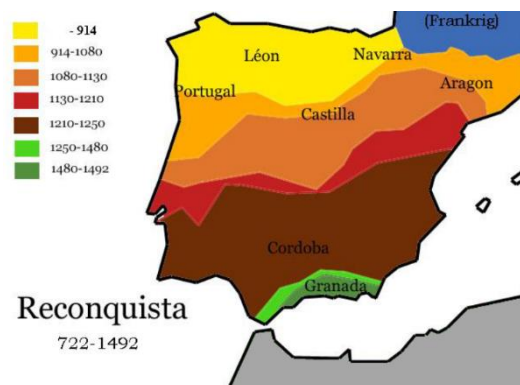 - 914
914-1080
1080-1130
1130-1210
1210-1250
1250-1480
1480-1492
(Frankrig)
Léon
Navarra
Portugal
Aragon
Castilla
Cordoba
Granada
Reconquista
722-1492